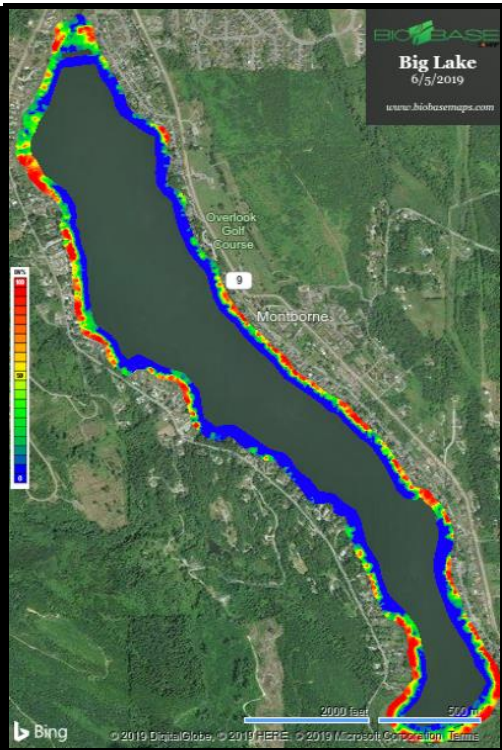 BIOBASE
Big Lake
6/5/2019
www.biobasemaps.com
Overlook
Golf
Course
9
Montborne
BV%
100
50
0
2000 feet
500 m
Bing
© 2019 DigitalGlobe, © 2019 HERE © 2019 Microsoft Corporation Terms